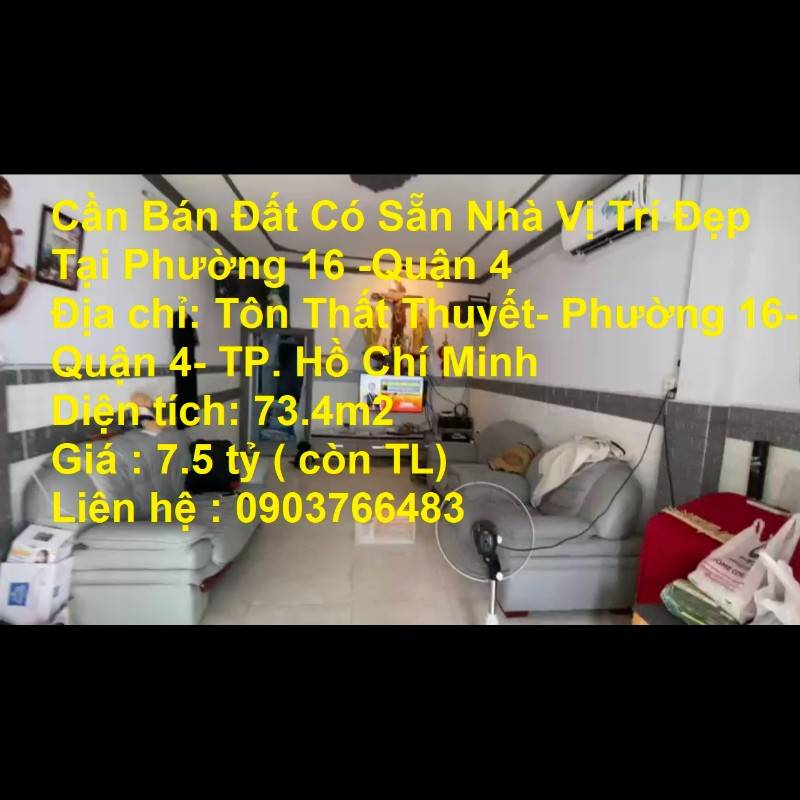 Cần Bán Đất Có Sẵn Nhà Vị Trí Đẹp
Tại Phường 16 -Quận 4
Địa chỉ: Tôn Thất Thuyết- Phường 16-
Quận 4- TP. Hồ Chí Minh
Diện tích: 73.4m2
Giá : 7.5 tỷ ( còn TL)
Liên hệ : 0903766483